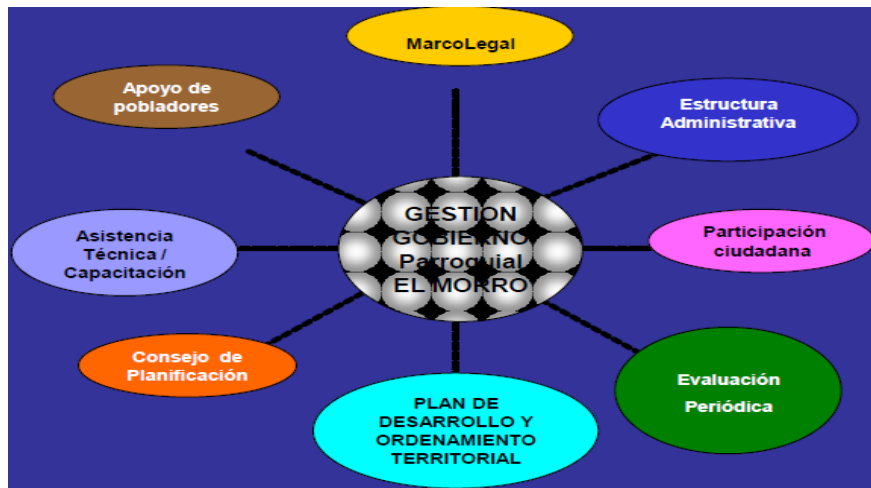 MarcoLegal
Apoyo de
pobladores
Estructura
Administrativa
GESTION
GOBIERNO
Parroquial
EL MORRO
Asistencia
Técnica /
Capacitación
Participación
ciudadana
Consejo de
Planificación
PLAN DE
DESARROLLO Y
ORDENAMIENTO
TERRITORIAL
Evaluación
Periódica